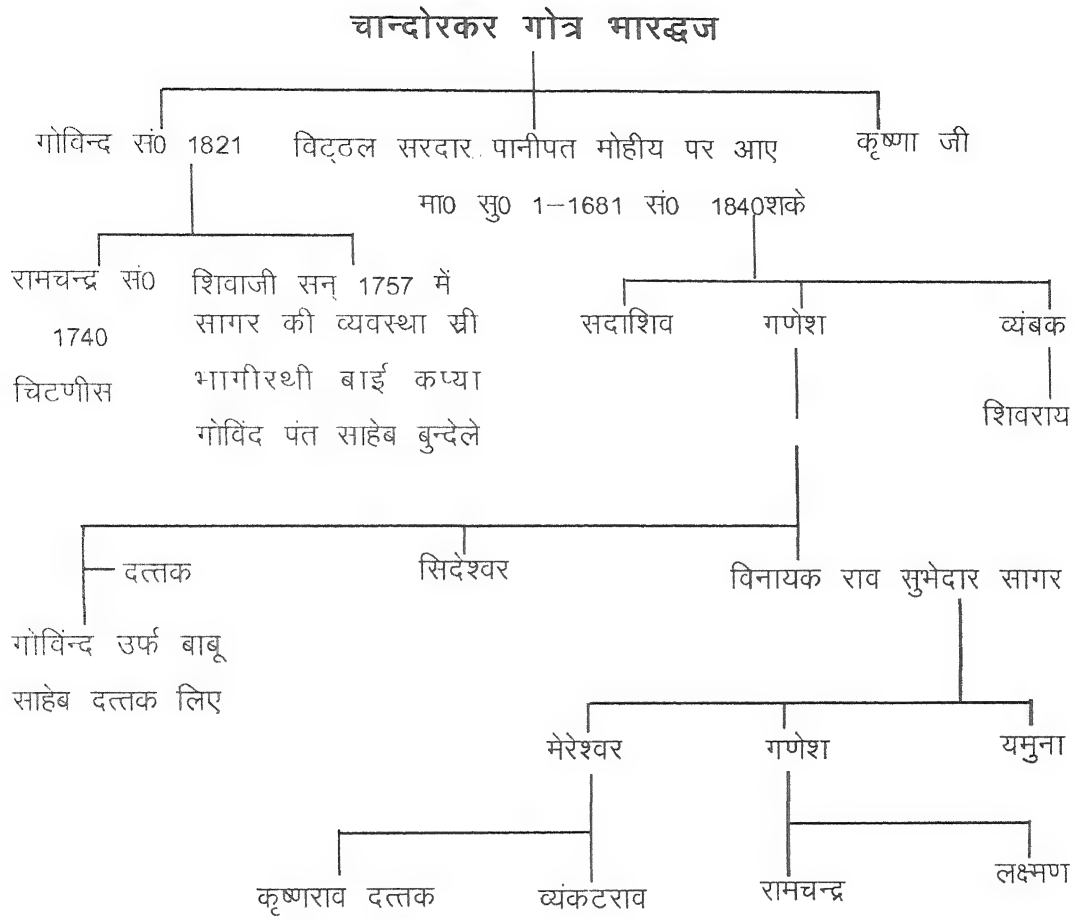 चान्दोरकर गोत्र भारद्धज
गोविन्द सं0 1821 विट्ठल सरदार पानीपत मोहीय पर आए कृष्णा जी
मा0 सु0 1–1681 सं0 1840शके
रामचन्द्र सं0 शिवाजी सन् 1757 में
सदाशिव गणेश व्यंबक
1740 सागर की व्यवस्था स्री
चिटणीस भागीरथी बाई कप्या
शिवराय
गोविंद पंत साहेब बुन्देले
दत्तक सिदेश्वर विनायक राव सुभेदार सागर
गोविंन्द उर्फ बाबू
साहेब दत्तक लिए
मेरेश्वर गणेश यमुना
कृष्णराव दत्तक व्यंकटराव रामचन्द्र लक्ष्मण